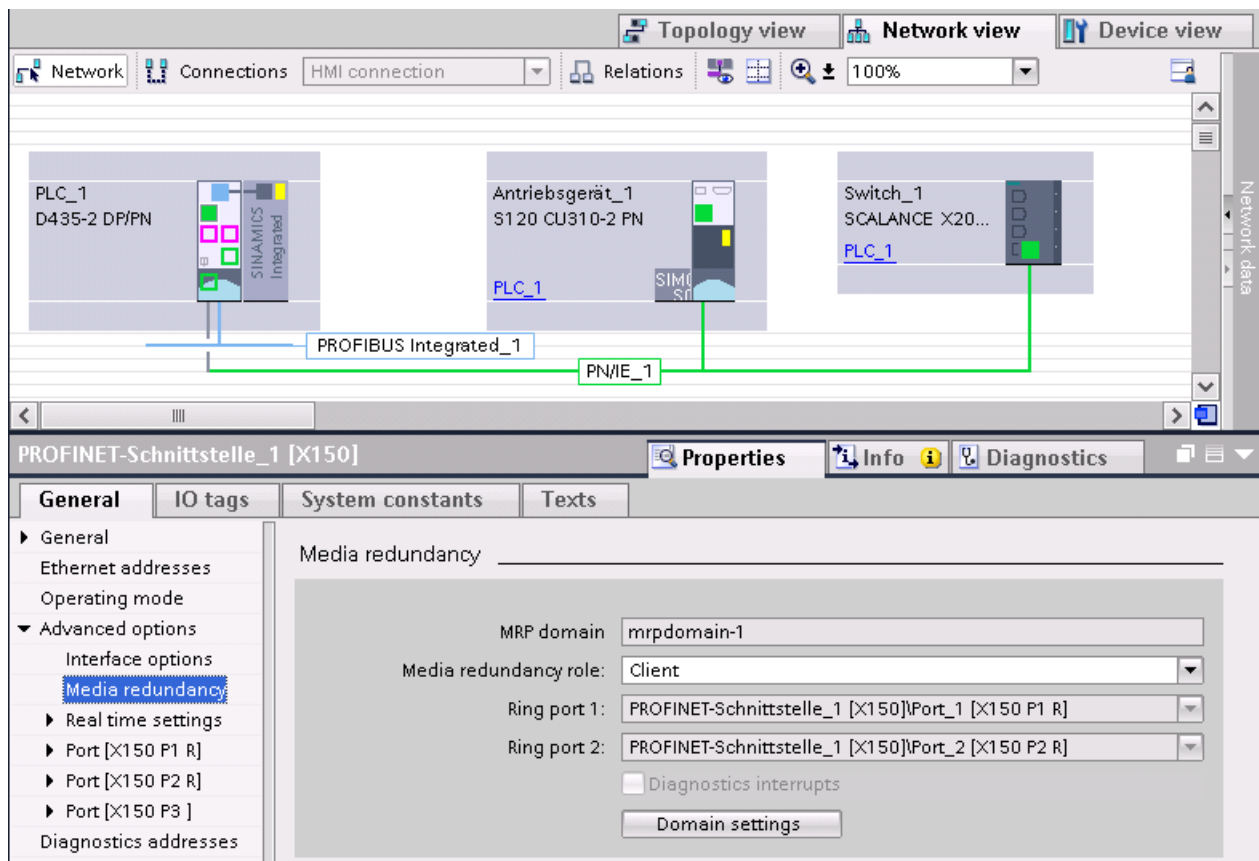 Topology view Network view Device view
Network Connections HMI connection Relations 100%
PLC_1
D435-2 DP/PN
SINAMICS
Integrated
Antriebsgerät_1
S120 CU310-2 PN
PLC_1
Switch_1
SCALANCE X20...
PLC_1
Network data
PROFIBUS Integrated_1
PN/IE_1
PROFINET-Schnittstelle_1 [X150] Properties Info Diagnostics
General IO tags System constants Texts
General
Ethernet addresses
Operating mode
Advanced options
Interface options
Media redundancy
Real time settings
Port [X150 P1 R]
Port [X150 P2 R]
Port [X150 P3 ]
Diagnostics addresses
Media redundancy
MRP domain mrpdomain-1
Media redundancy role: Client
Ring port 1: PROFINET-Schnittstelle_1 [X150]\Port_1 [X150 P1 R]
Ring port 2: PROFINET-Schnittstelle_1 [X150]\Port_2 [X150 P2 R]
Diagnostics interrupts
Domain settings